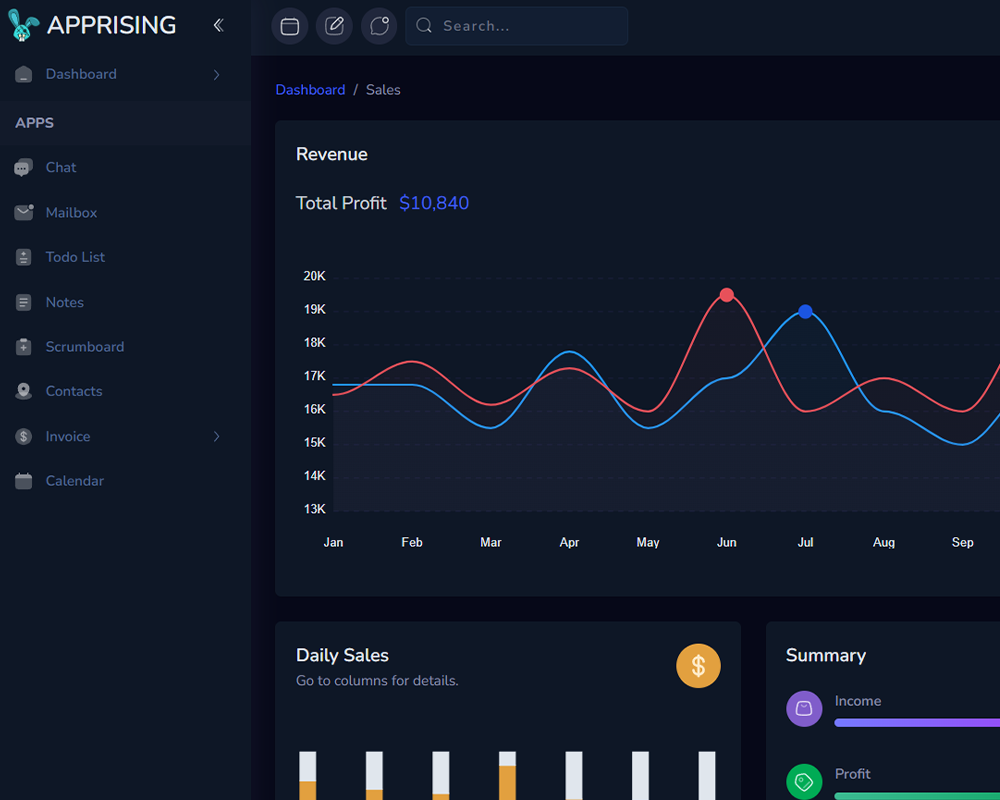 APPRISING
Dashboard
APPS
Chat
Mailbox
Todo List
Notes
Scrumboard
Contacts
Invoice
Calendar
Search...
Dashboard / Sales
Revenue
Total Profit $10,840
20K
19K
18K
17K
16K
15K
14K
13K
Jan Feb Mar Apr May Jun Jul Aug Sep
Daily Sales
Go to columns for details.
Summary
Income
Profit